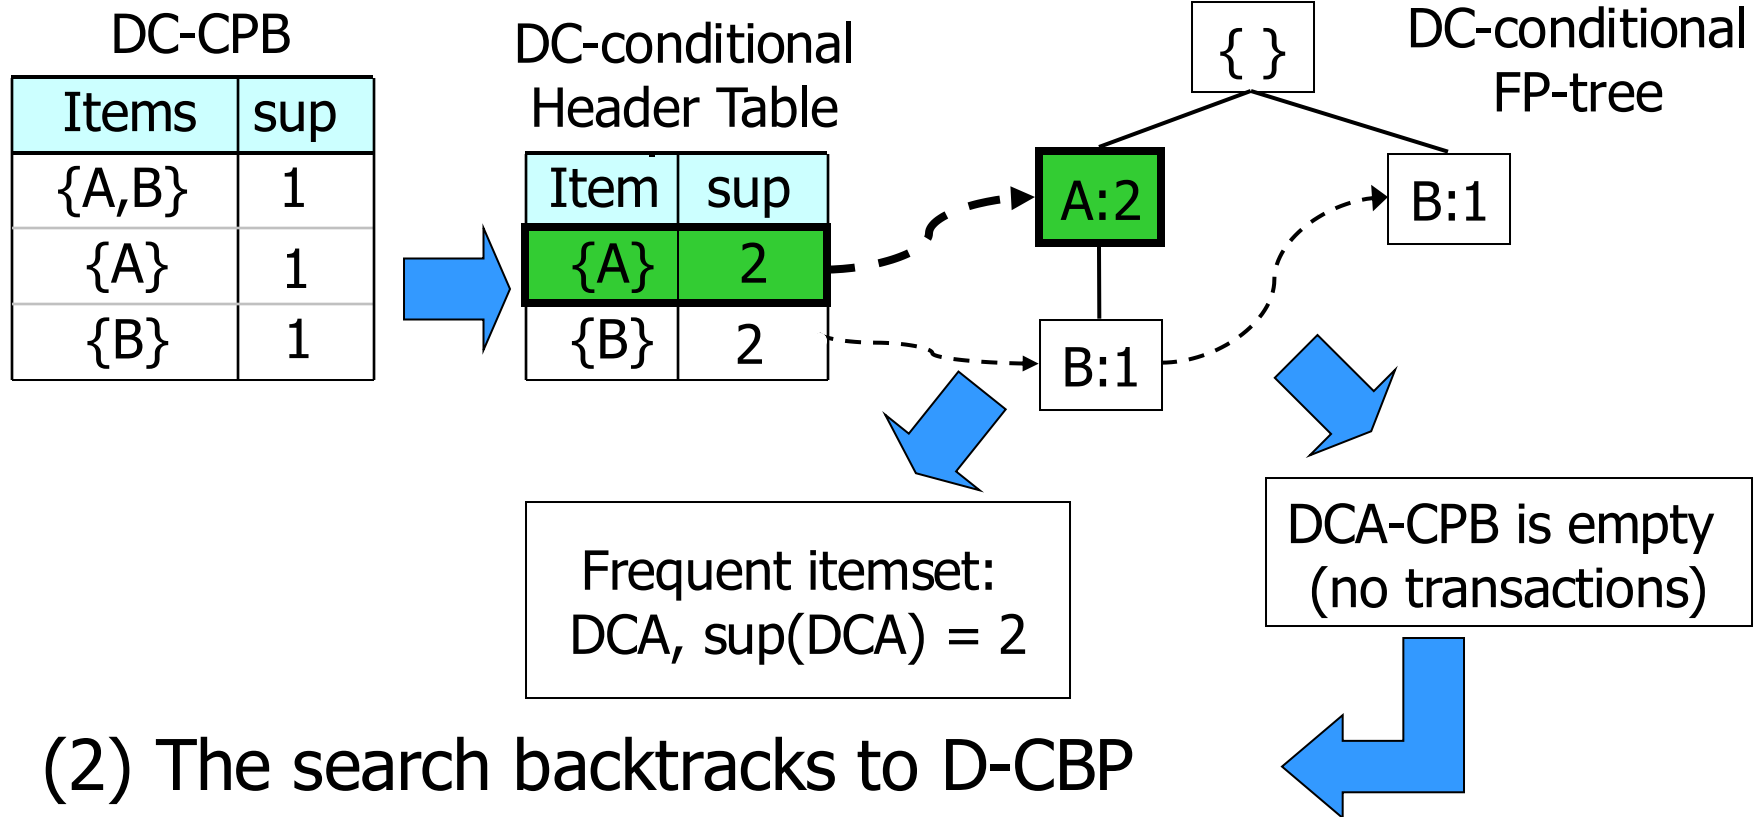 DC-CPB
Items sup
{A,B} 1
{A} 1
{B} 1
DC-conditional
Header Table
Item sup
{A} 2
{B} 2
DC-conditional
FP-tree
{ }
A:2
B:1
B:1
Frequent itemset:
DCA, sup(DCA) = 2
DCA-CPB is empty
(no transactions)
(2) The search backtracks to D-CBP